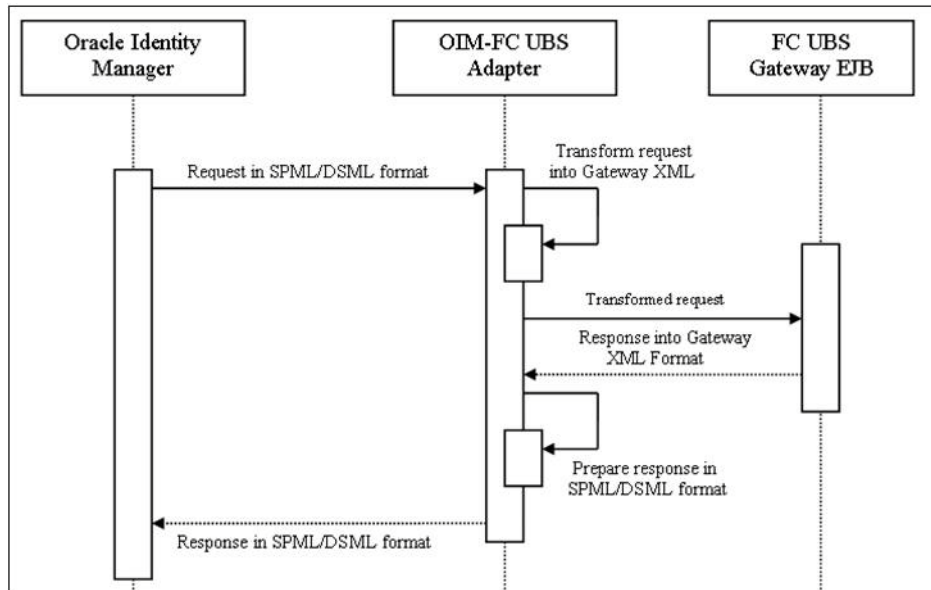 Oracle Identity
Manager
OIM-FC UBS
Adapter
FC UBS
Gateway EJB
Request in SPML/DSML format
Transform request
into Gateway XML
Transformed request
Response into Gateway
XML Format
Prepare response in
SPML/DSML format
Response in SPML/DSML format